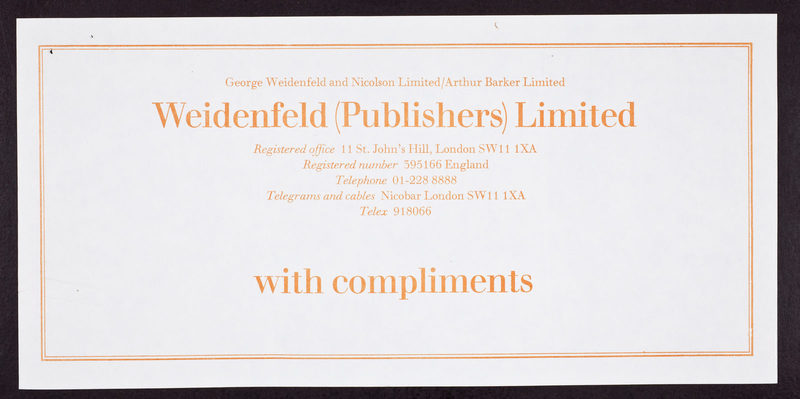 George Weidenfeld and Nicolson Limited/Arthur Barker Limited
Weidenfeld (Publishers) Limited
Registered office 11 St. John's Hill, London SW11 1XA
Registered number 595166 England
Telephone 01-228 8888
Telegrams and cables Nicobar London SW11 1XA
Telex 918066
with compliments